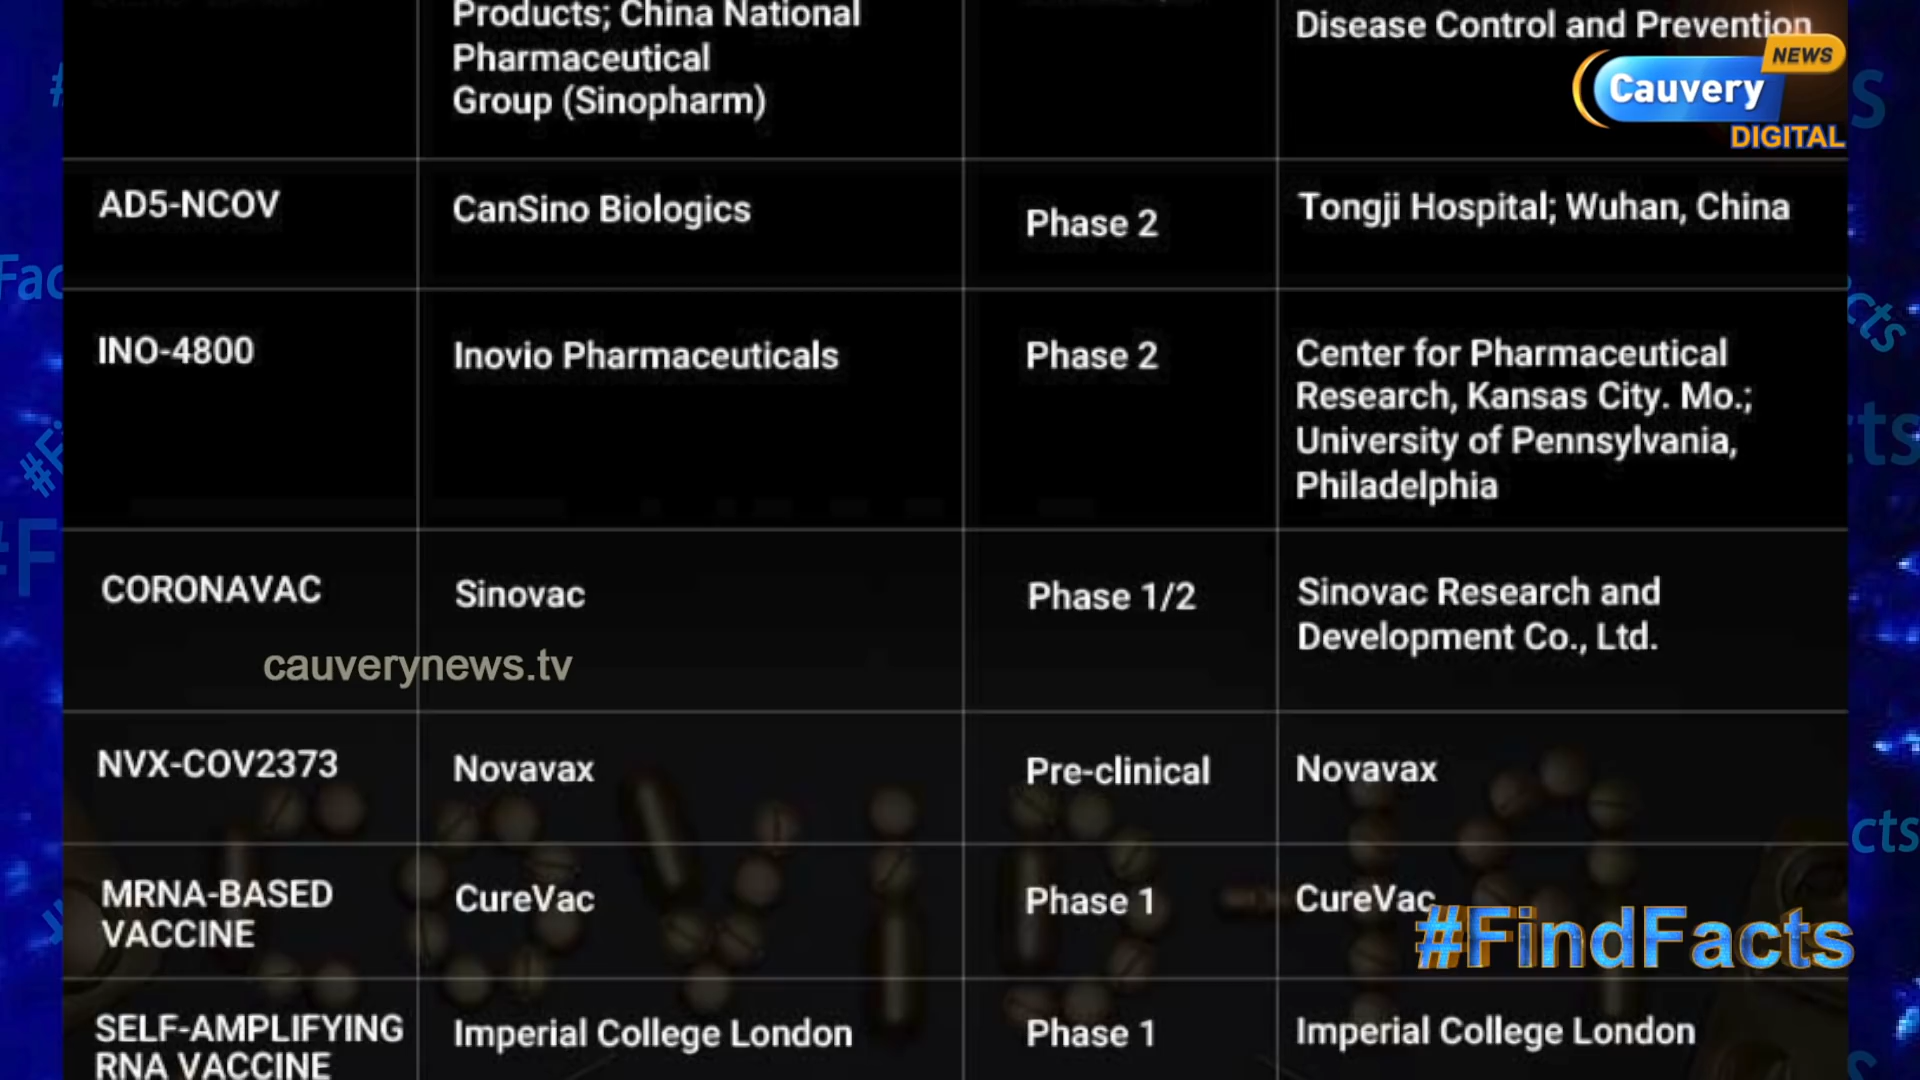 Products; China National
Pharmaceutical
Group (Sinopharm)
Disease Control and Prevention
NEWS
Cauvery
DIGITAL
AD5-NCOV
CanSino Biologics
Phase 2
Tongji Hospital; Wuhan, China
INO-4800
Inovio Pharmaceuticals
Phase 2
Center for Pharmaceutical
Research, Kansas City. Mo.;
University of Pennsylvania,
Philadelphia
CORONAVAC
Sinovac
Phase 1/2
Sinovac Research and
Development Co., Ltd.
cauverynews.tv
NVX-COV2373
Novavax
Pre-clinical
Novavax
MRNA-BASED
VACCINE
CureVac
Phase 1
CureVac
#FindFacts
SELF-AMPLIFYING
RNA VACCINE
Imperial College London
Phase 1
Imperial College London
COVID-19